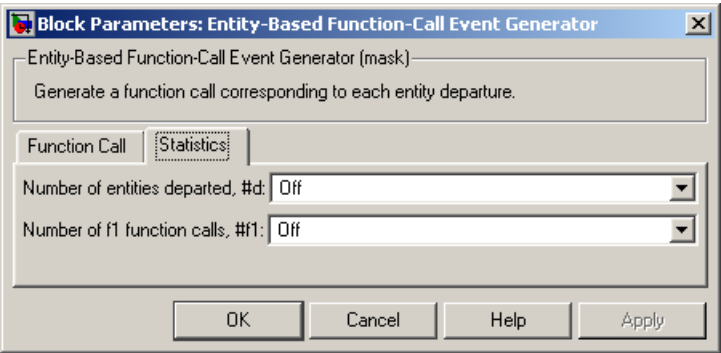 Block Parameters: Entity-Based Function-Call Event Generator
Entity-Based Function-Call Event Generator (mask)
Generate a function call corresponding to each entity departure.
Function Call Statistics
Number of entities departed, #d: Off
Number of f1 function calls, #f1: Off
OK Cancel Help Apply